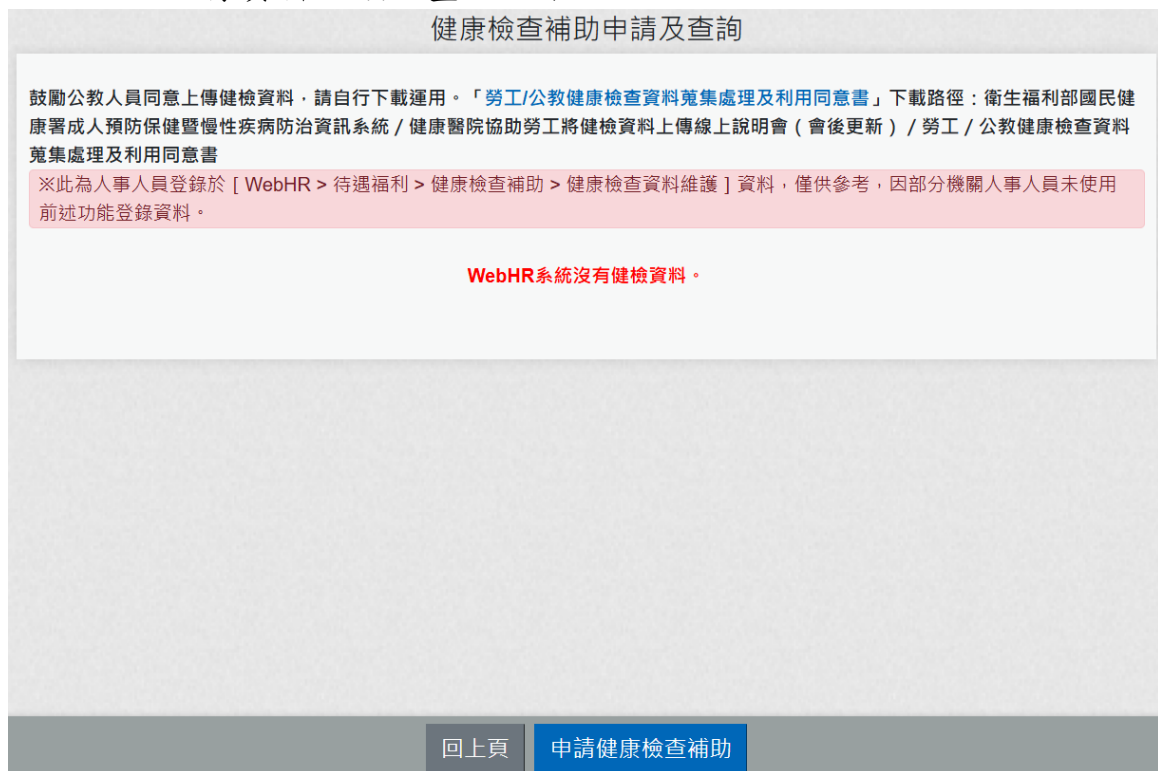 健康檢查補助申請及查詢
鼓勵公教人員同意上傳健檢資料，請自行下載運用。「勞工/公教健康檢查資料蒐集處理及利用同意書」下載路徑：衛生福利部國民健
康署成人預防保健暨慢性疾病防治資訊系統 / 健康醫院協助勞工將健檢資料上傳線上說明會（會後更新）/ 勞工 / 公教健康檢查資料
蒐集處理及利用同意書
※此為人事人員登錄於 [ WebHR > 待遇福利 > 健康檢查補助 > 健康檢查資料維護 ] 資料，僅供參考，因部分機關人事人員未使用
前述功能登錄資料。
WebHR系統沒有健檢資料。
回上頁 申請健康檢查補助